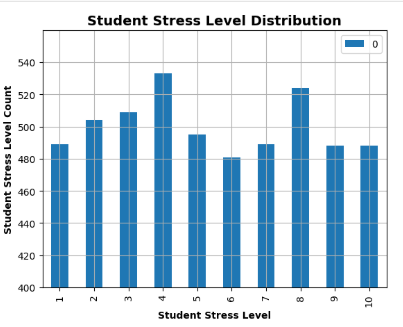 Student Stress Level Distribution
0
Student Stress Level Count
540
520
500
480
460
440
420
400
1 2 3 4 5 6 7 8 9 10
Student Stress Level